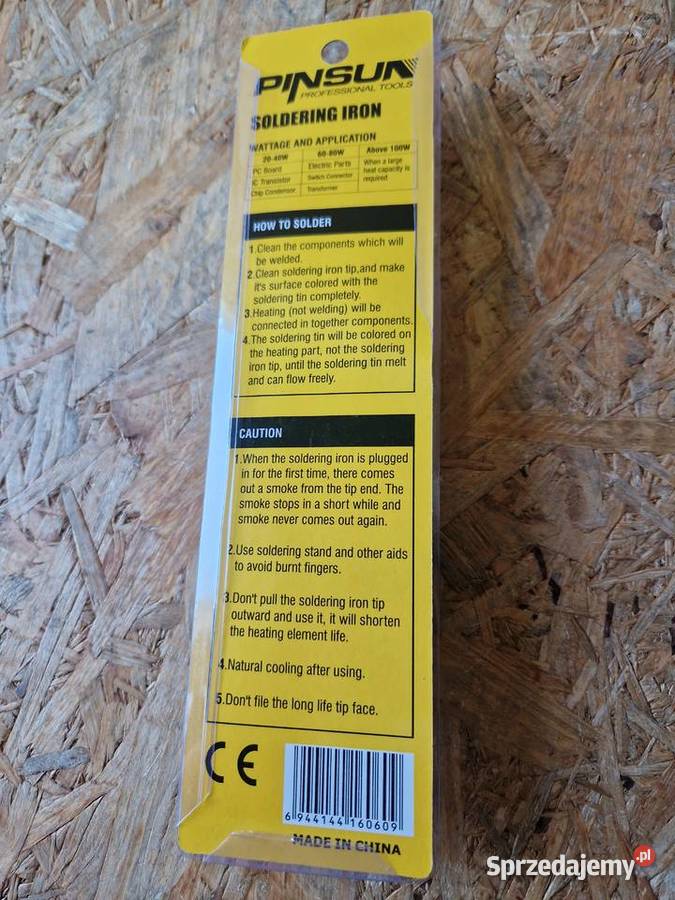 PINSUN
PROFESSIONAL TOOLS
SOLDERING IRON
WATTAGE AND APPLICATION
20-40W 60-80W Above 100W
PC Board Electric Parts When a large
heat capacity is
IC Transistor Switch Connector required
Chip Condensor Transformer
HOW TO SOLDER
1.Clean the components which will
be welded.
2.Clean soldering iron tip,and make
it's surface colored with the
soldering tin completely.
3.Heating (not welding) will be
connected in together components.
4.The soldering tin will be colored on
the heating part, not the soldering
iron tip, until the soldering tin melt
and can flow freely.
CAUTION
1.When the soldering iron is plugged
in for the first time, there comes
out a smoke from the tip end. The
smoke stops in a short while and
smoke never comes out again.
2.Use soldering stand and other aids
to avoid burnt fingers.
3.Don't pull the soldering iron tip
outward and use it, it will shorten
the heating element life.
4.Natural cooling after using.
5.Don't file the long life tip face.
CE
6 944144 160609
MADE IN CHINA
Sprzedajemy.pl